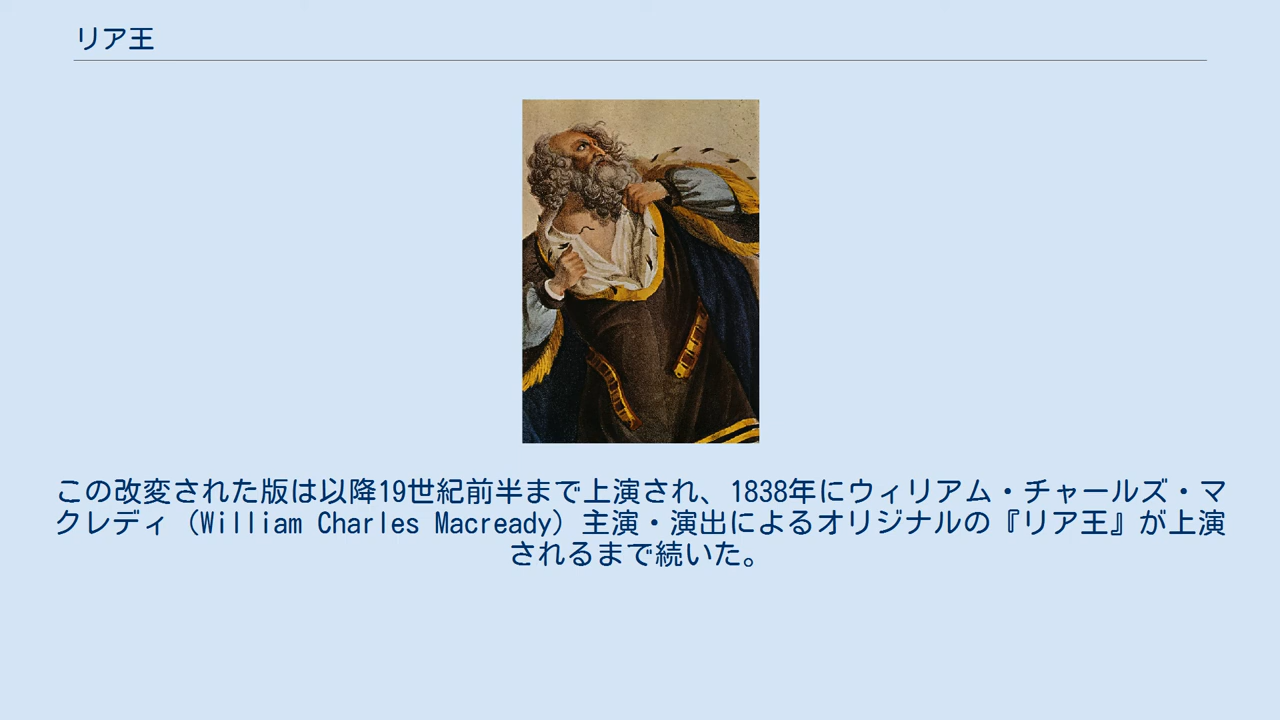 リア王
この改変された版は以降19世紀前半まで上演され、1838年にウィリアム・チャールズ・マ
クレディ（William Charles Macready）主演・演出によるオリジナルの『リア王』が上演
されるまで続いた。